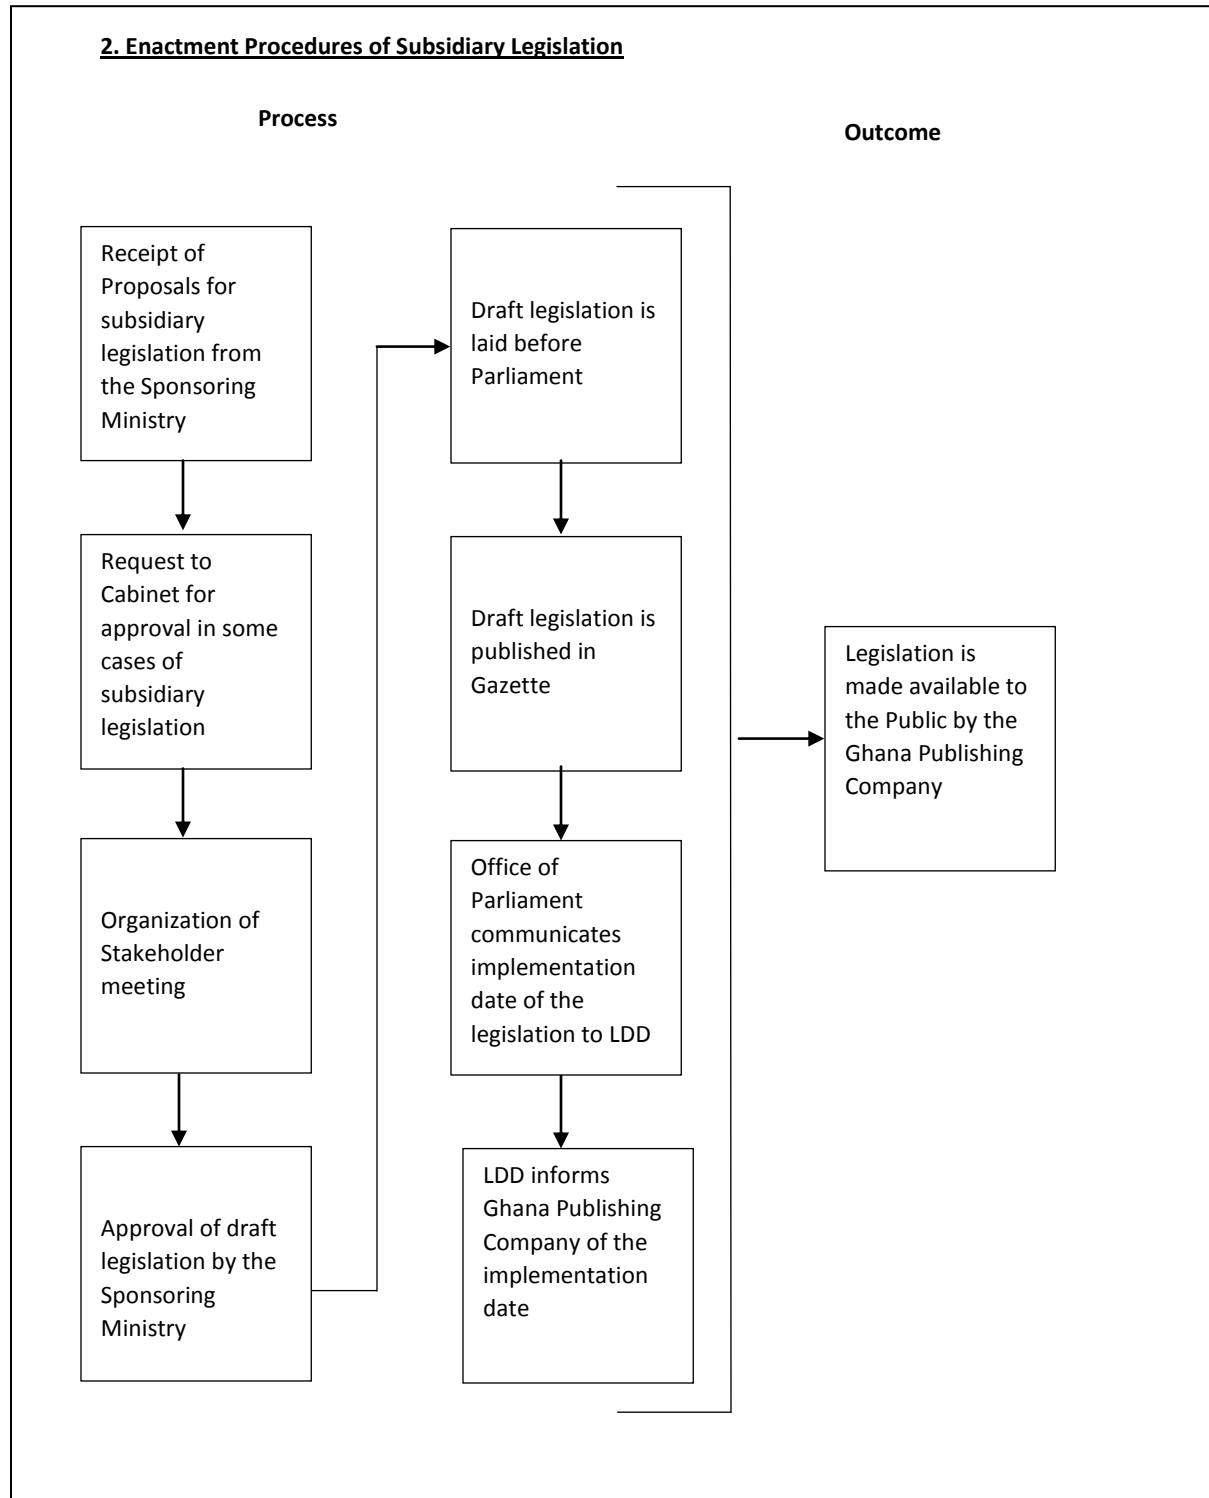 2. Enactment Procedures of Subsidiary Legislation
Process
Outcome
Receipt of
Proposals for
subsidiary
legislation from
the Sponsoring
Ministry
Request to
Cabinet for
approval in some
cases of
subsidiary
legislation
Organization of
Stakeholder
meeting
Approval of draft
legislation by the
Sponsoring
Ministry
Draft legislation is
laid before
Parliament
Draft legislation is
published in
Gazette
Office of
Parliament
communicates
implementation
date of the
legislation to LDD
LDD informs
Ghana Publishing
Company of the
implementation
date
Legislation is
made available to
the Public by the
Ghana Publishing
Company